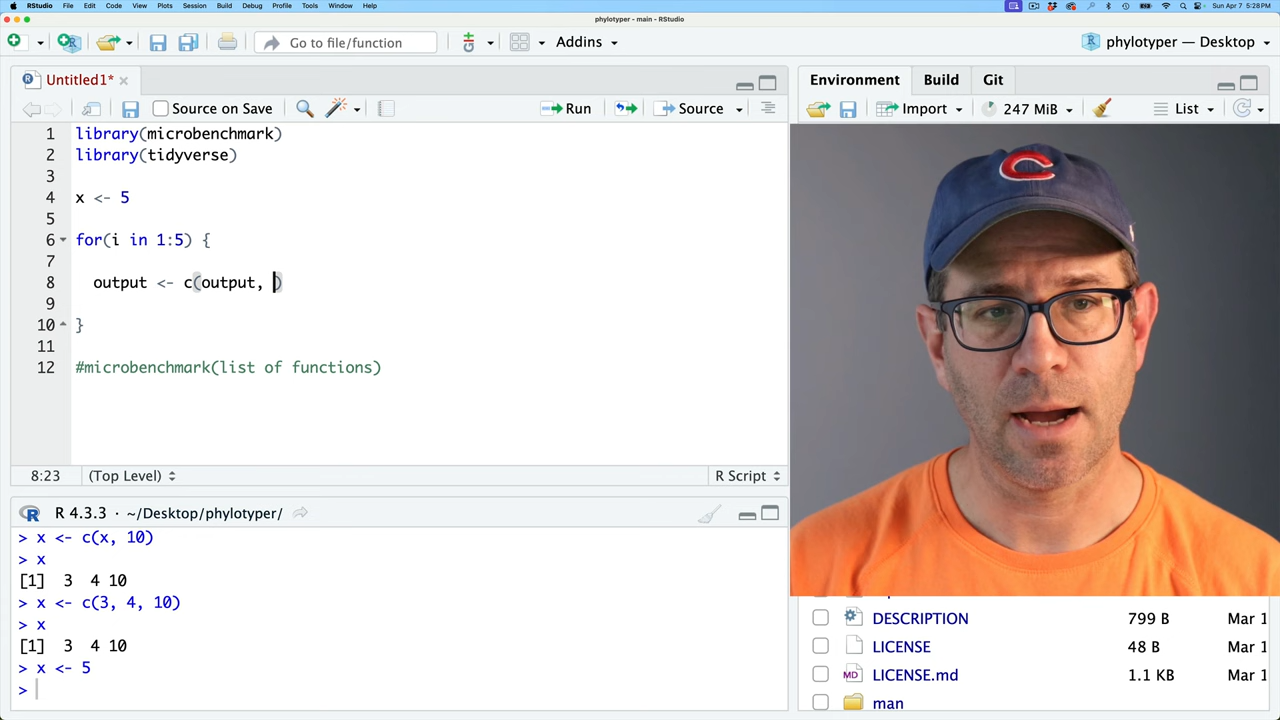 RStudio File Edit Code View Plots Session Build Debug Profile Tools Window Help Sun Apr 7 5:28 PM
phylotyper - main - RStudio
Go to file/function Addins phylotyper — Desktop
Untitled1*
Source on Save Run Source
1 library(microbenchmark)
2 library(tidyverse)
3
4 x <- 5
5
6 for(i in 1:5) {
7
8 output <- c(output, )
9
10 }
11
12 #microbenchmark(list of functions)
8:23 (Top Level) R Script
R 4.3.3 · ~/Desktop/phylotyper/
> x <- c(x, 10)
> x
[1] 3 4 10
> x <- c(3, 4, 10)
> x
[1] 3 4 10
> x <- 5
>
Environment Build Git
Import 247 MiB List
C
DESCRIPTION 799 B Mar 1
LICENSE 48 B Mar 1
MD LICENSE.md 1.1 KB Mar 1
man